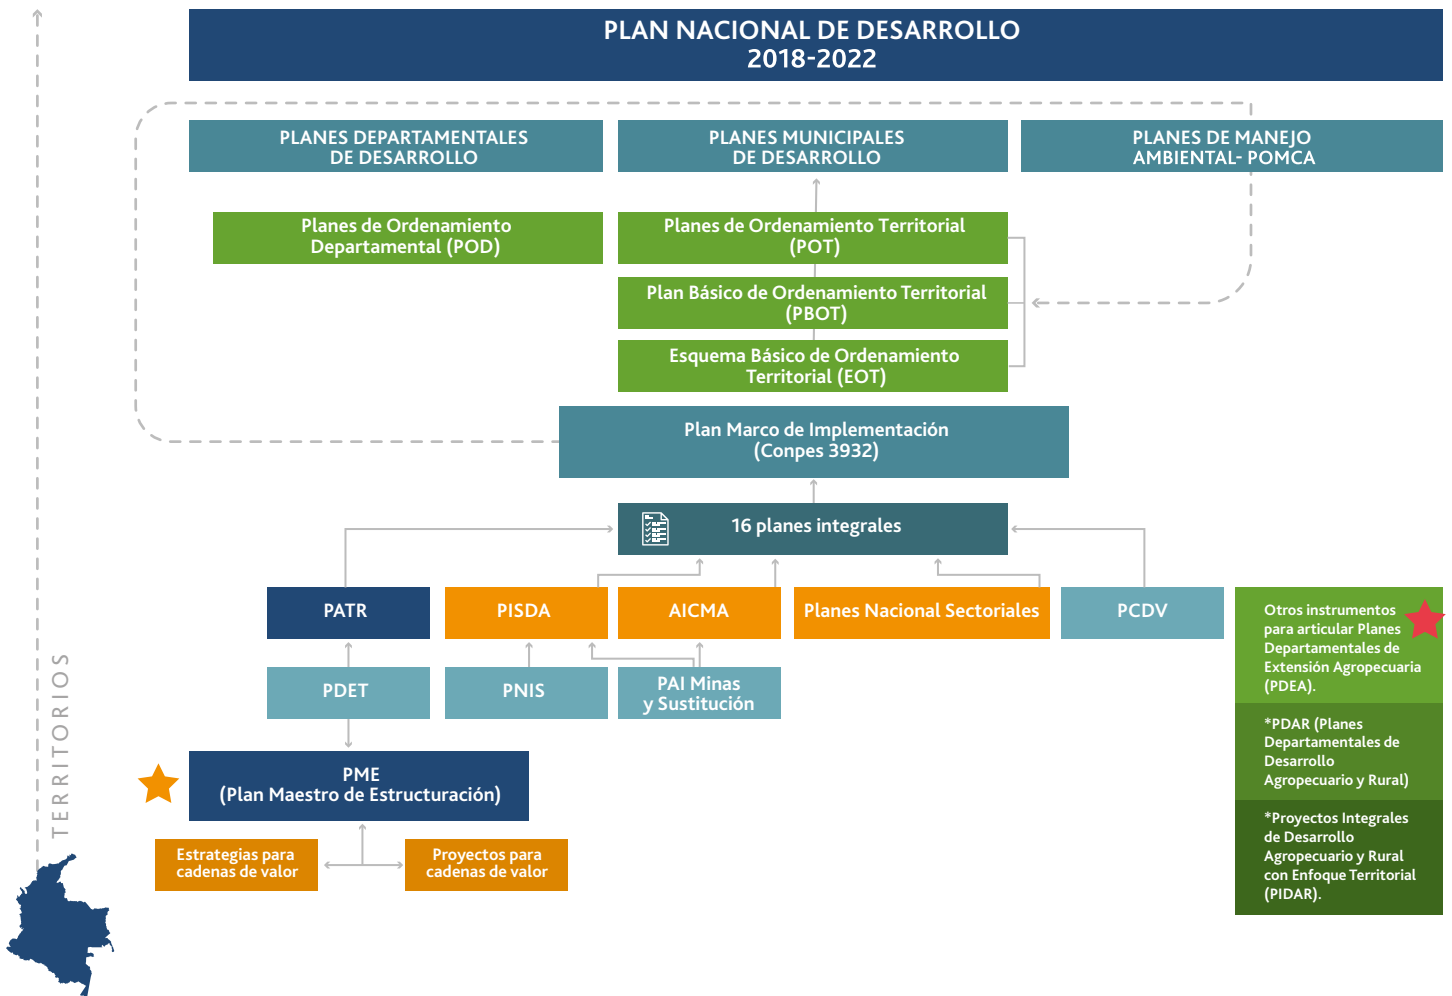 PLAN NACIONAL DE DESARROLLO
2018-2022
PLANES DEPARTAMENTALES
DE DESARROLLO
PLANES MUNICIPALES
DE DESARROLLO
PLANES DE MANEJO
AMBIENTAL- POMCA
Planes de Ordenamiento
Departamental (POD)
Planes de Ordenamiento Territorial
(POT)
Plan Básico de Ordenamiento Territorial
(PBOT)
Esquema Básico de Ordenamiento
Territorial (EOT)
Plan Marco de Implementación
(Conpes 3932)
16 planes integrales
PATR
PISDA
AICMA
Planes Nacional Sectoriales
PCDV
PDET
PNIS
PAI Minas
y Sustitución
PME
(Plan Maestro de Estructuración)
Estrategias para
cadenas de valor
Proyectos para
cadenas de valor
Otros instrumentos
para articular Planes
Departamentales de
Extensión Agropecuaria
(PDEA).
*PDAR (Planes
Departamentales de
Desarrollo
Agropecuario y Rural)
*Proyectos Integrales
de Desarrollo
Agropecuario y Rural
con Enfoque Territorial
(PIDAR).
TERRITORIOS